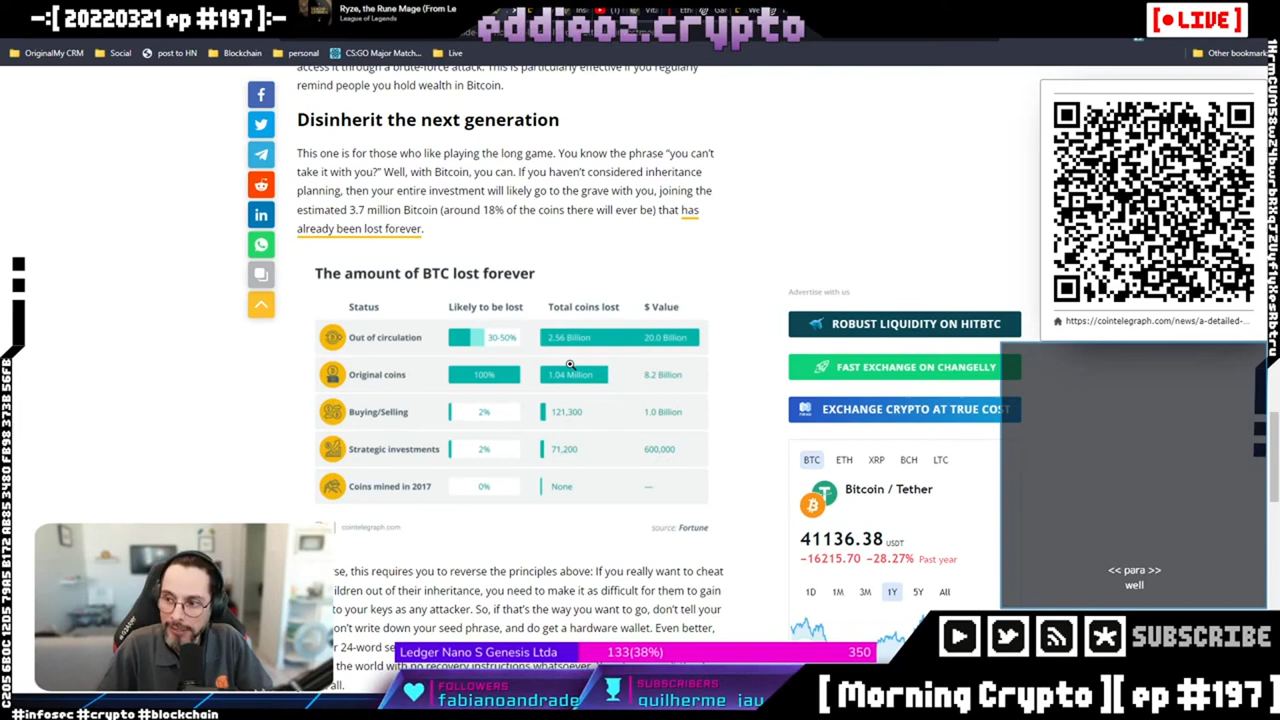 -:[ 20220321 ep #197]:-
Ryze, the Rune Mage (From Le
League of Legends
eddieoz.crypto
[● LIVE]
OriginalMy CRM
Social
post to HN
Blockchain
personal
CS:GO Major Match...
Live
Other bookmark
access it through a brute-force attack. This is particularly effective if you regularly
remind people you hold wealth in Bitcoin.
Disinherit the next generation
This one is for those who like playing the long game. You know the phrase “you can’t
take it with you?” Well, with Bitcoin, you can. If you haven’t considered inheritance
planning, then your entire investment will likely go to the grave with you, joining the
estimated 3.7 million Bitcoin (around 18% of the coins there will ever be) that has
already been lost forever.
The amount of BTC lost forever
Status Likely to be lost Total coins lost $ Value
Out of circulation 30-50% 2.56 Billion 20.0 Billion
Original coins 100% 1.04 Million 8.2 Billion
Buying/Selling 2% 121,300 1.0 Billion
Strategic investments 2% 71,200 600,000
Coins mined in 2017 0% None —
cointelegraph.com
source: Fortune
se, this requires you to reverse the principles above: If you really want to cheat
ildren out of their inheritance, you need to make it as difficult for them to gain
to your keys as any attacker. So, if that’s the way you want to go, don’t tell your
on’t write down your seed phrase, and do get a hardware wallet. Even better,
24-word se
the world with no recovery instructions whatsoever.
all.
https://cointelegraph.com/news/a-detailed-...
Advertise with us
ROBUST LIQUIDITY ON HITBTC
FAST EXCHANGE ON CHANGELLY
EXCHANGE CRYPTO AT TRUE COST
BTC ETH XRP BCH LTC
Bitcoin / Tether
41136.38 USDT
−16215.70 −28.27% Past year
1D 1M 3M 1Y 5Y All
<< para >>
well
Ledger Nano S Genesis Ltda 133(38%) 350
FOLLOWERS
fabianoandrade
SUBSCRIBERS
guilherme_jau
SUBSCRIBE
[Morning Crypto][ep #197]
#infosec #crypto #blockchain